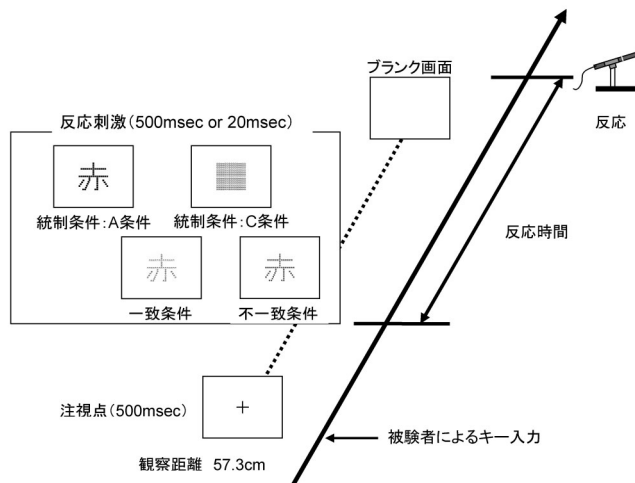 ブランク画面
反応
反応刺激(500msec or 20msec)
赤
統制条件:A条件
統制条件:C条件
赤
一致条件
赤
不一致条件
反応時間
注視点(500msec)
被験者によるキー入力
観察距離 57.3cm